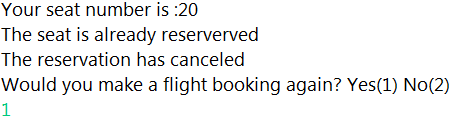 Your seat number is :20
The seat is already reserverved
The reservation has canceled
Would you make a flight booking again? Yes(1) No(2)
1